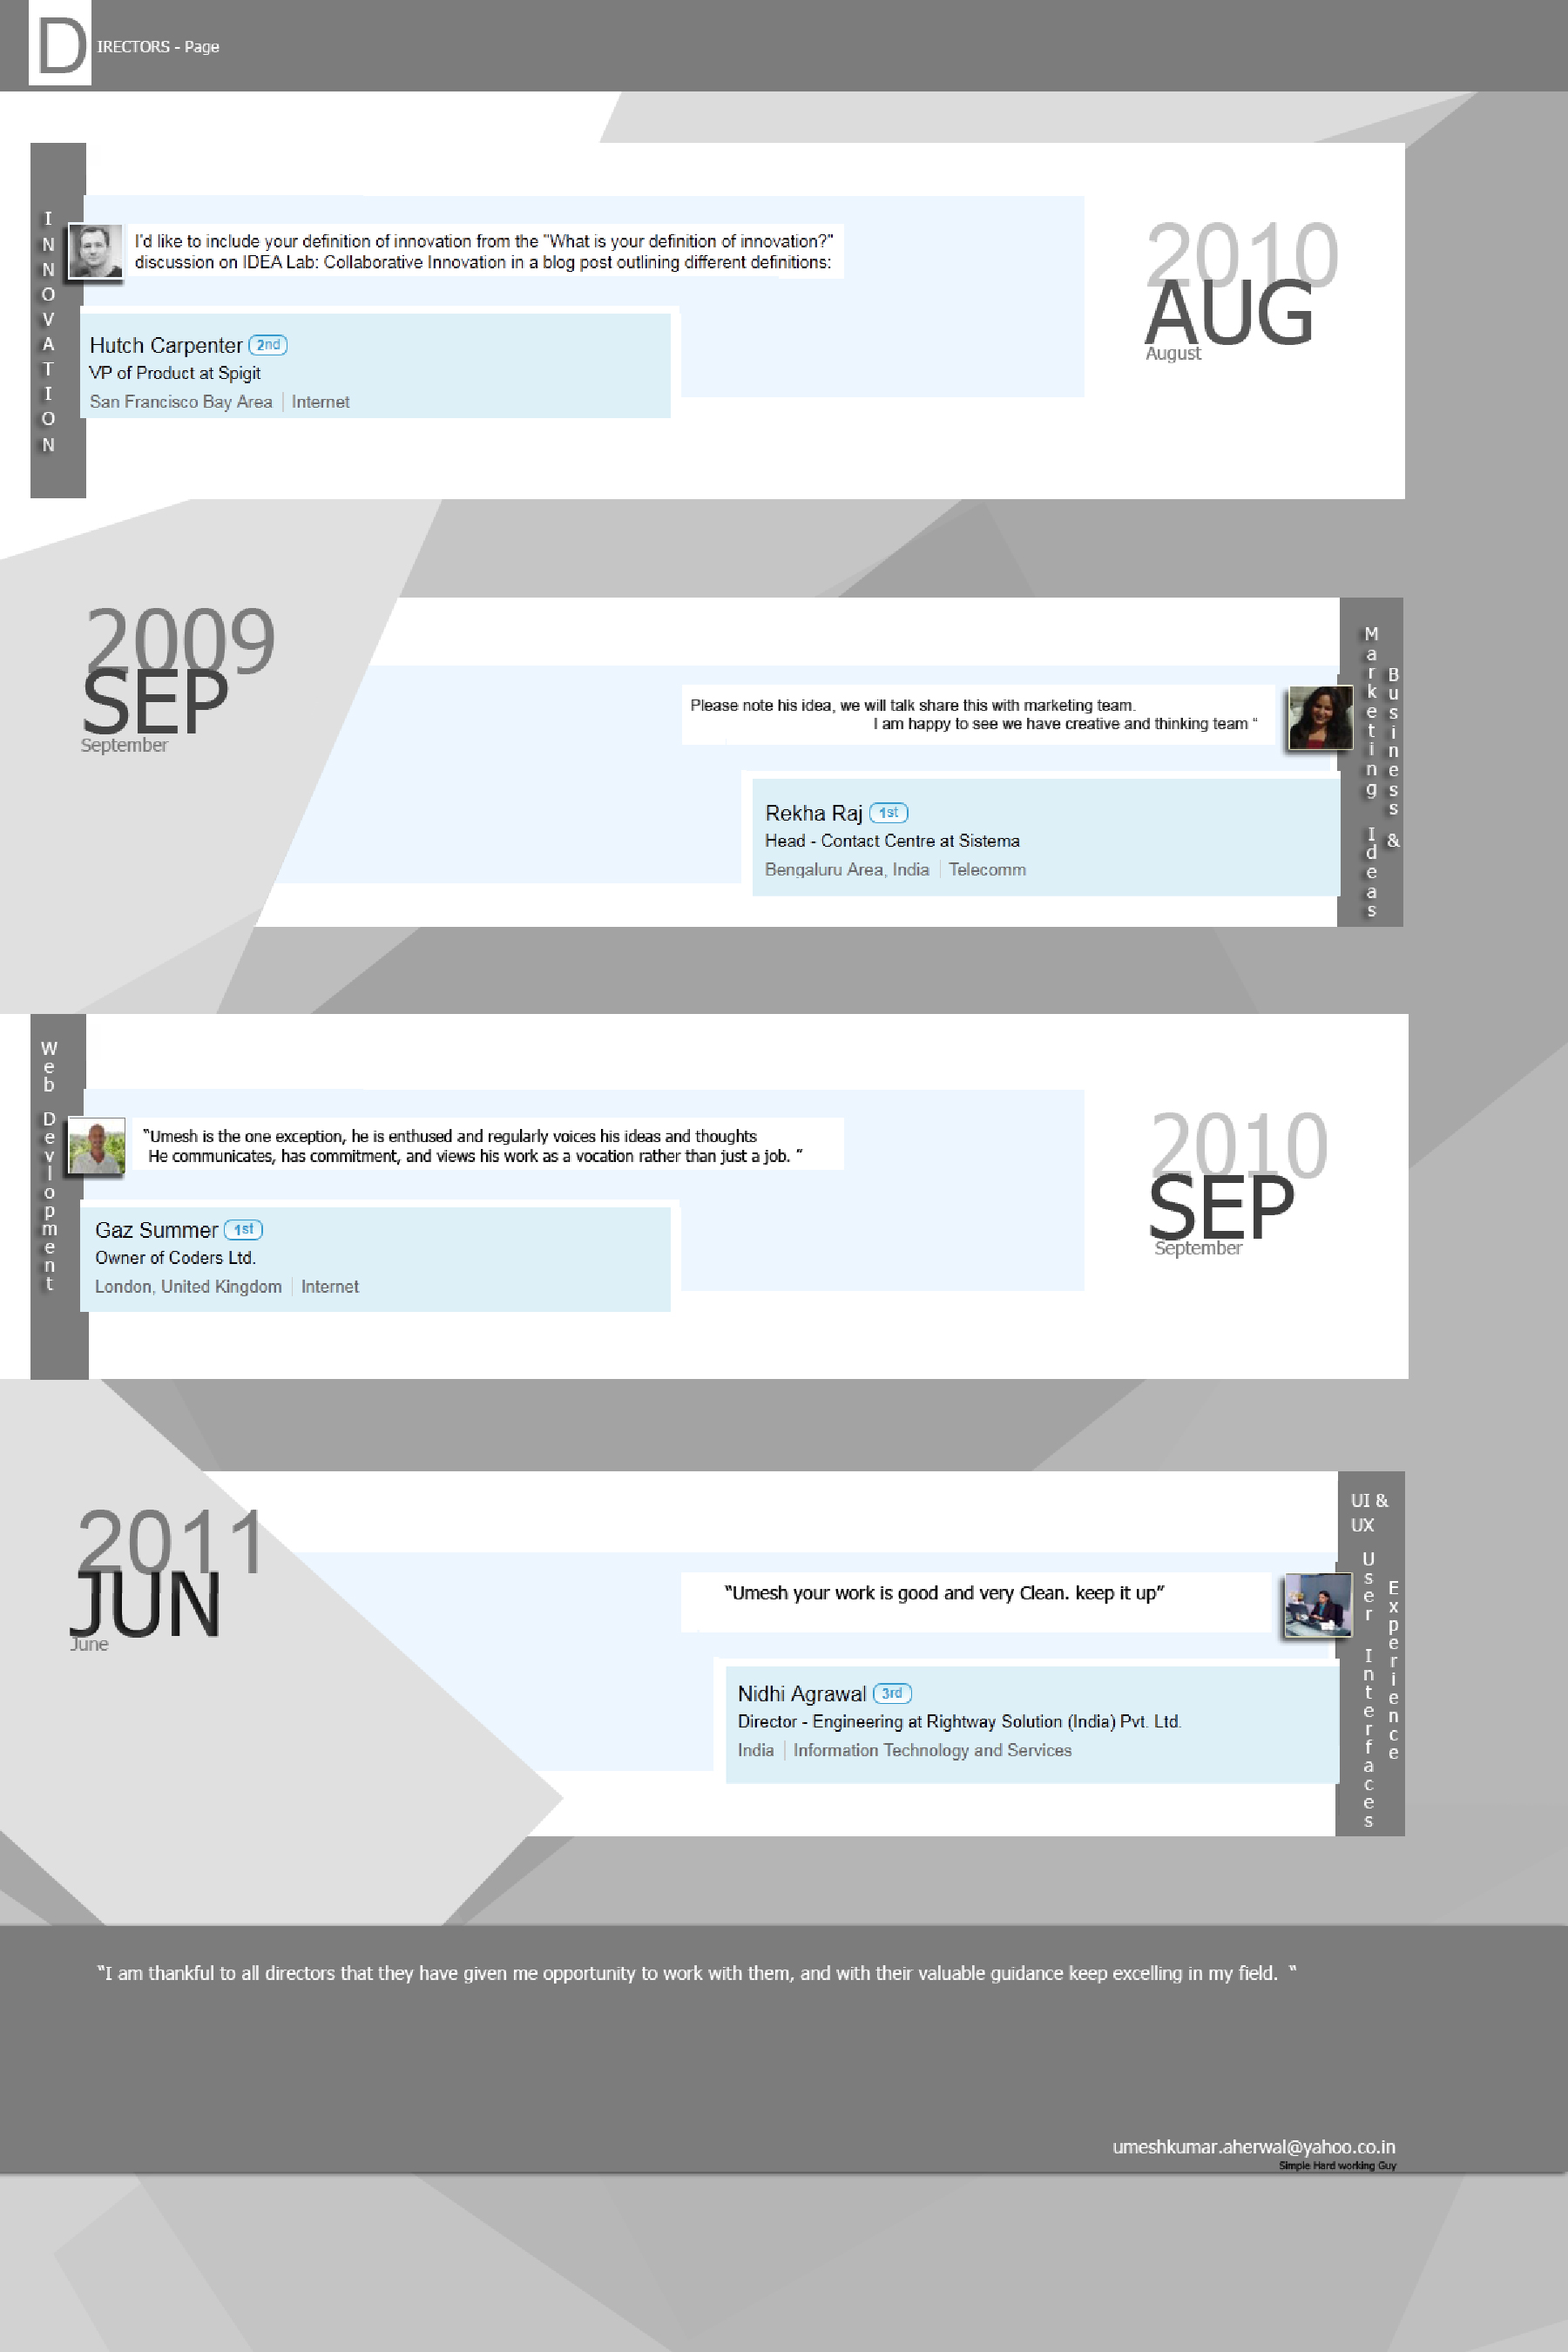 DIRECTORS - Page
INNOVATION
I'd like to include your definition of innovation from the "What is your definition of innovation?"
discussion on IDEA Lab: Collaborative Innovation in a blog post outlining different definitions:
Hutch Carpenter 2nd
VP of Product at Spigit
San Francisco Bay Area | Internet
2010
AUG
August
2009
SEP
September
Please note his idea, we will talk share this with marketing team.
I am happy to see we have creative and thinking team “
Rekha Raj 1st
Head - Contact Centre at Sistema
Bengaluru Area, India | Telecomm
Marketing Ideas
Business &
Web Devlopment
“Umesh is the one exception, he is enthused and regularly voices his ideas and thoughts
He communicates, has commitment, and views his work as a vocation rather than just a job. ”
Gaz Summer 1st
Owner of Coders Ltd.
London, United Kingdom | Internet
2010
SEP
September
2011
JUN
June
“Umesh your work is good and very Clean. keep it up”
Nidhi Agrawal 3rd
Director - Engineering at Rightway Solution (India) Pvt. Ltd.
India | Information Technology and Services
UI &
UX
User Interfaces
Experience
“I am thankful to all directors that they have given me opportunity to work with them, and with their valuable guidance keep excelling in my field. “
umeshkumar.aherwal@yahoo.co.in
Simple Hard working Guy